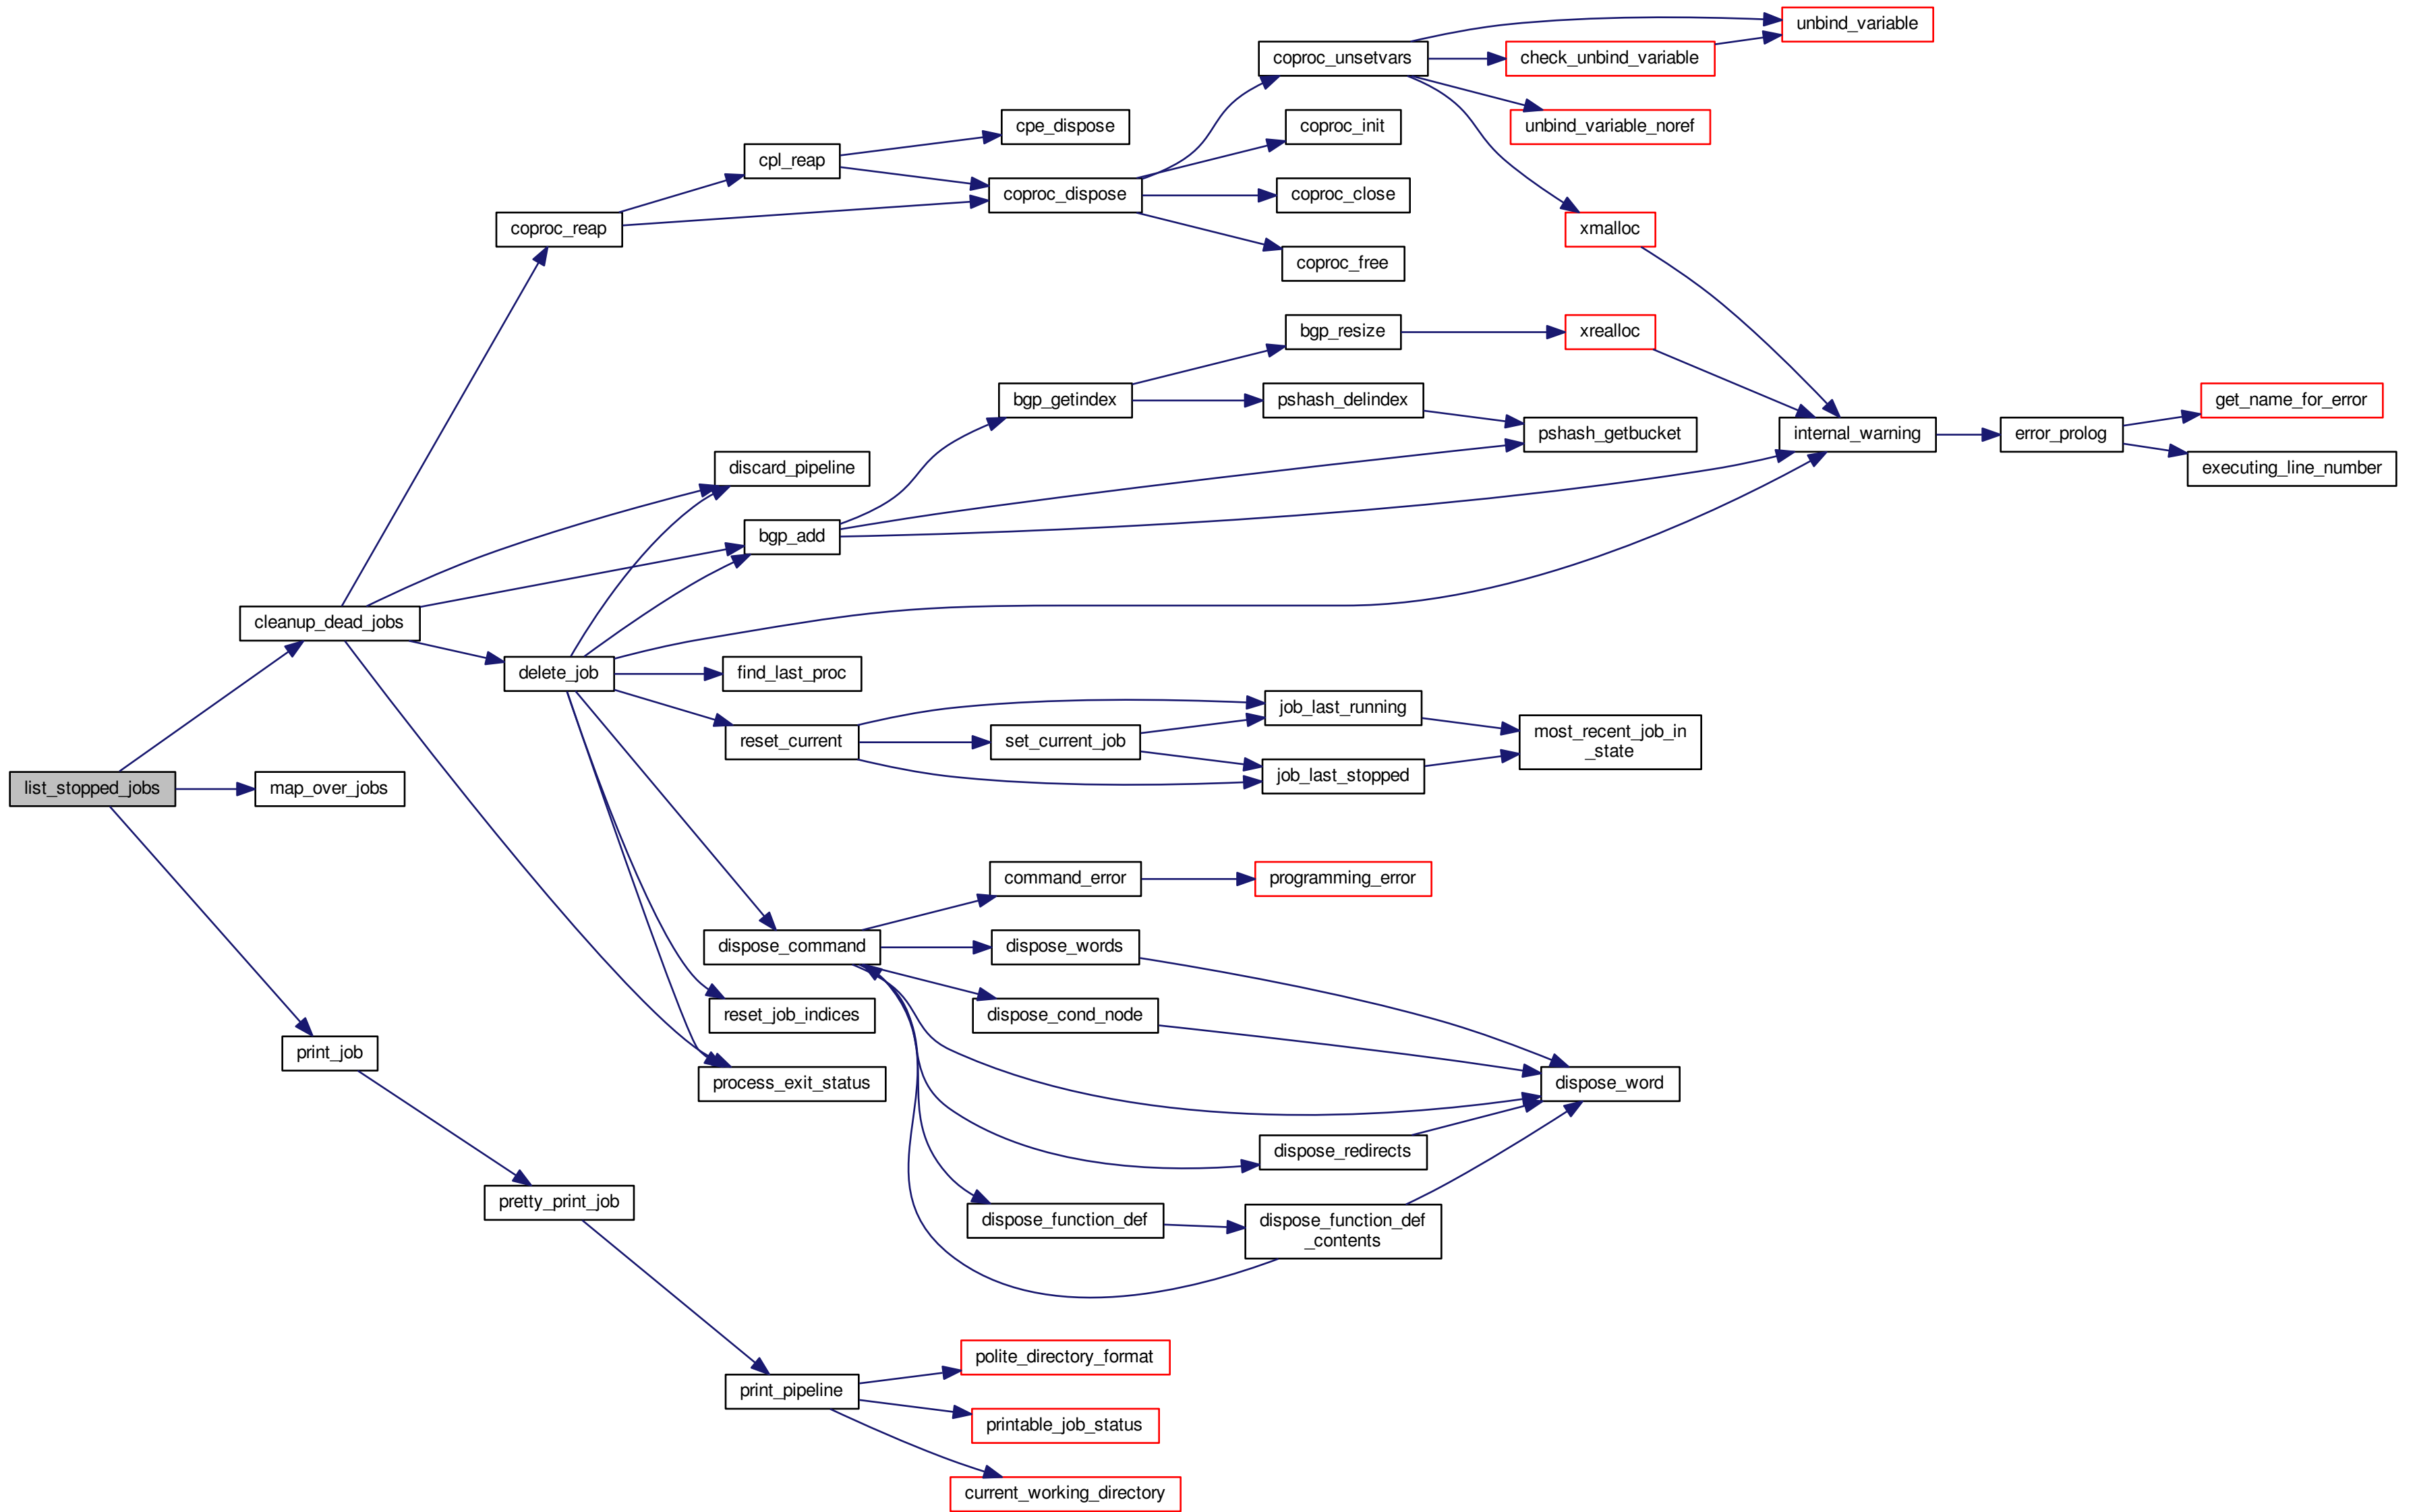 unbind_variable
coproc_unsetvars
check_unbind_variable
cpe_dispose
coproc_init
unbind_variable_noref
cpl_reap
coproc_dispose
coproc_close
coproc_reap
xmalloc
coproc_free
bgp_resize
xrealloc
bgp_getindex
pshash_delindex
get_name_for_error
pshash_getbucket
internal_warning
error_prolog
discard_pipeline
executing_line_number
bgp_add
cleanup_dead_jobs
delete_job
find_last_proc
job_last_running
reset_current
set_current_job
most_recent_job_in
_state
job_last_stopped
list_stopped_jobs
map_over_jobs
command_error
programming_error
dispose_command
dispose_words
reset_job_indices
dispose_cond_node
print_job
process_exit_status
dispose_word
dispose_redirects
pretty_print_job
dispose_function_def
dispose_function_def
_contents
polite_directory_format
print_pipeline
printable_job_status
current_working_directory